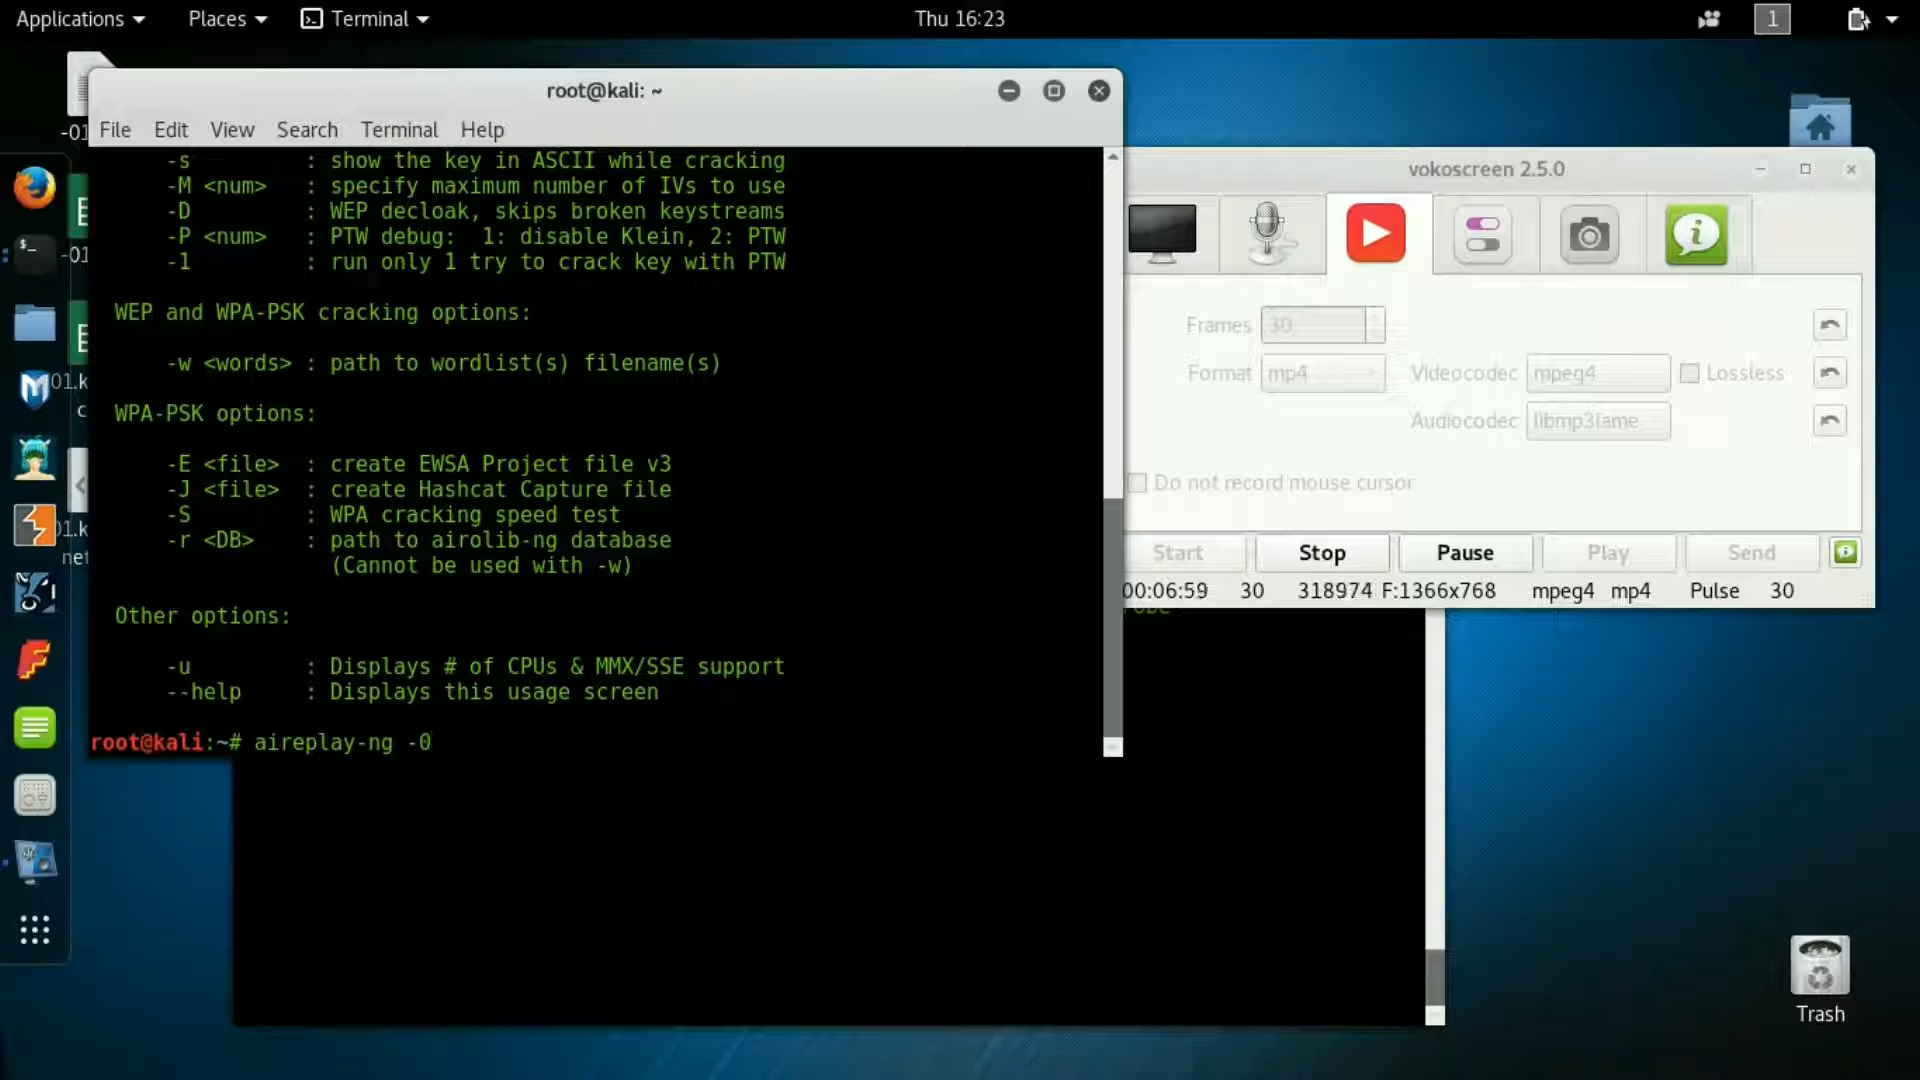 Applications Places Terminal Thu 16:23 1
root@kali: ~
File Edit View Search Terminal Help
-s : show the key in ASCII while cracking
-M <num> : specify maximum number of IVs to use
-D : WEP decloak, skips broken keystreams
-P <num> : PTW debug: 1: disable Klein, 2: PTW
-1 : run only 1 try to crack key with PTW
WEP and WPA-PSK cracking options:
-w <words> : path to wordlist(s) filename(s)
WPA-PSK options:
-E <file> : create EWSA Project file v3
-J <file> : create Hashcat Capture file
-S : WPA cracking speed test
-r <DB> : path to airolib-ng database
(Cannot be used with -w)
Other options:
-u : Displays # of CPUs & MMX/SSE support
--help : Displays this usage screen
root@kali:~# aireplay-ng -0
-01
-01
01.k
c
01.k
net
vokoscreen 2.5.0
Frames 30
Format mp4 Videocodec mpeg4 Lossless
Audiocodec libmp3lame
Do not record mouse cursor
Start Stop Pause Play Send
00:06:59 30 318974 F:1366x768 mpeg4 mp4 Pulse 30
Trash